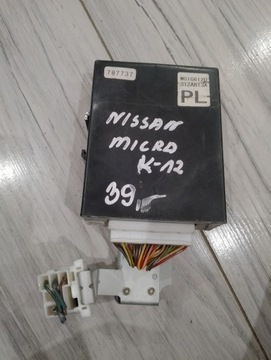 787737
PL
NISSAN
MICRA
K-12
39